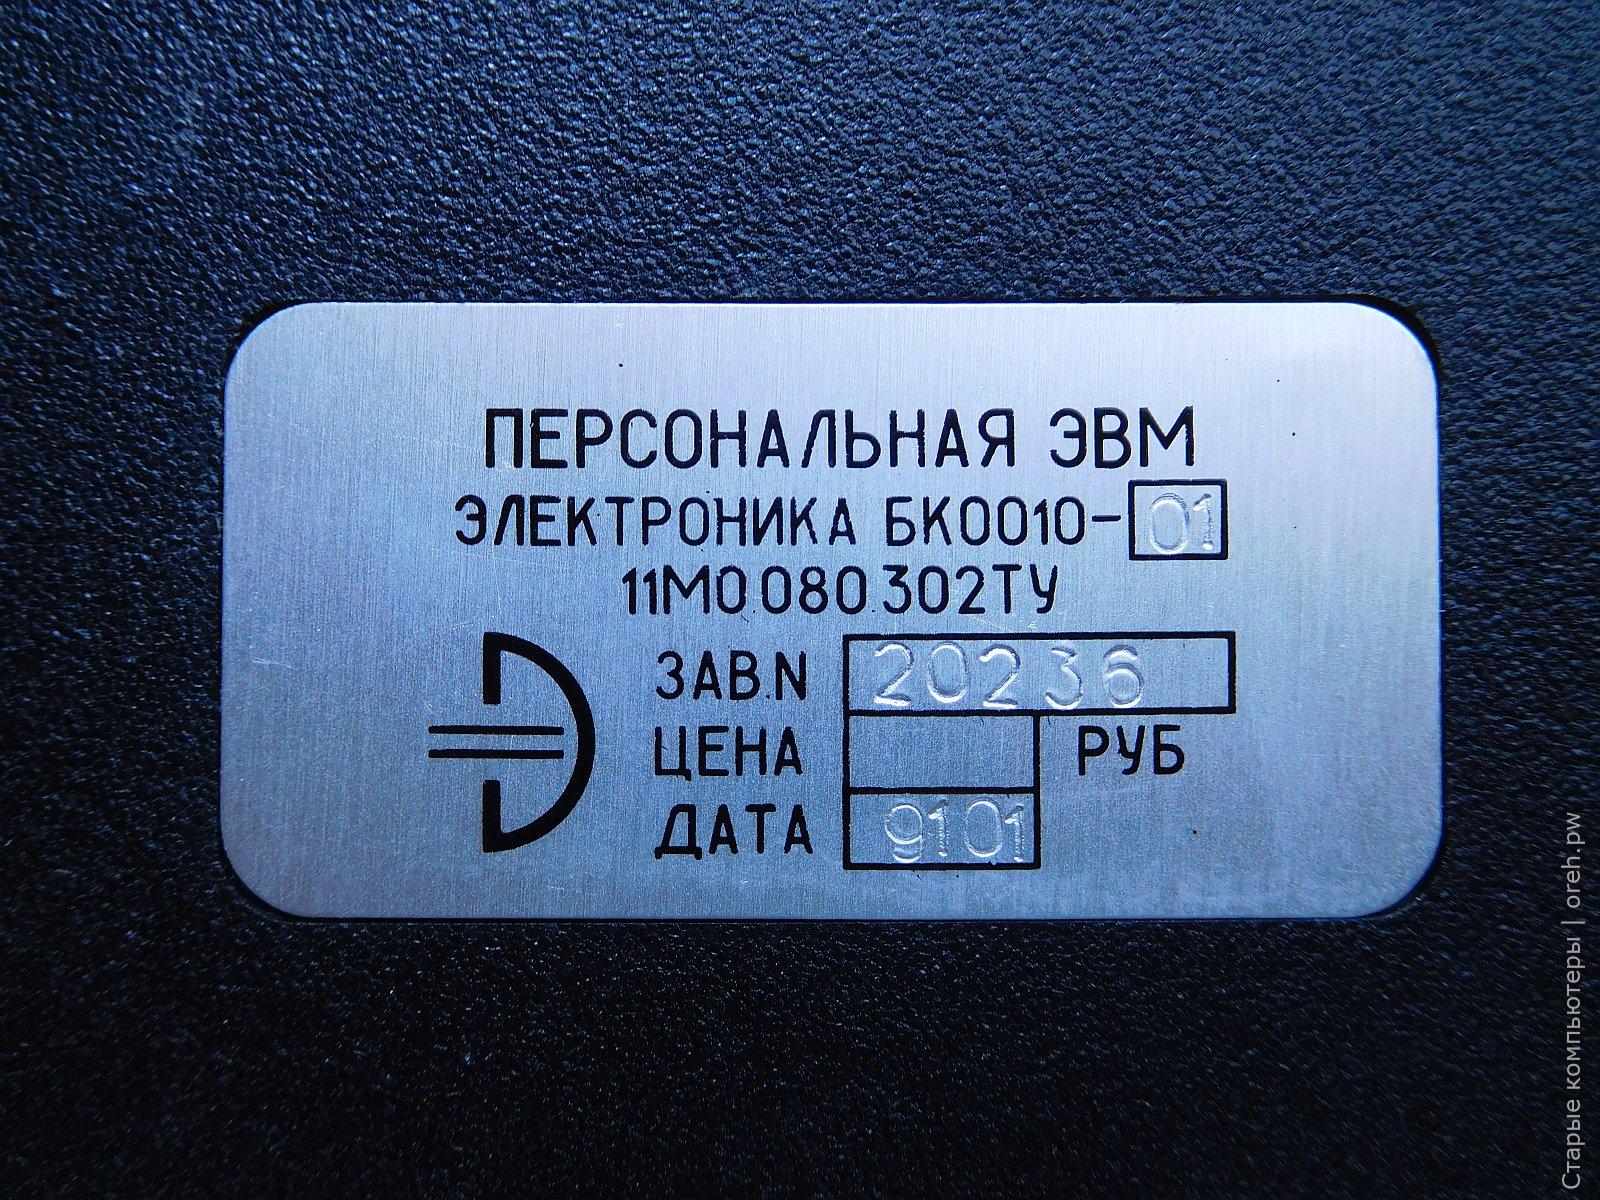 ПЕРСОНАЛЬНАЯ ЭВМ
ЭЛЕКТРОНИКА БК0010-01
11М0.080.302ТУ
ЗАВ.N 20236
ЦЕНА РУБ
ДАТА 9101
Старые компьютеры | oreh.pw